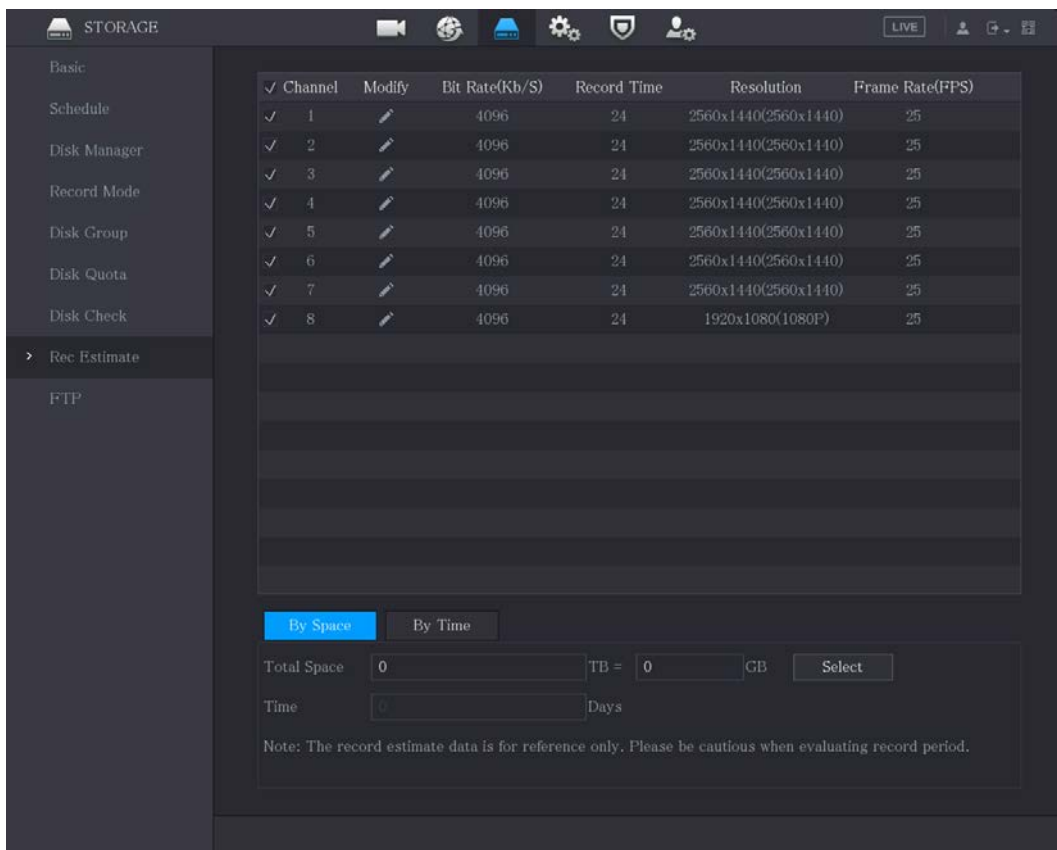 STORAGE LIVE
Basic
Schedule
Disk Manager
Record Mode
Disk Group
Disk Quota
Disk Check
Rec Estimate
FTP
Channel Modify Bit Rate(Kb/S) Record Time Resolution Frame Rate(FPS)
1 4096 24 2560x1440(2560x1440) 25
2 4096 24 2560x1440(2560x1440) 25
3 4096 24 2560x1440(2560x1440) 25
4 4096 24 2560x1440(2560x1440) 25
5 4096 24 2560x1440(2560x1440) 25
6 4096 24 2560x1440(2560x1440) 25
7 4096 24 2560x1440(2560x1440) 25
8 4096 24 1920x1080(1080P) 25
By Space By Time
Total Space 0 TB = 0 GB Select
Time 0 Days
Note: The record estimate data is for reference only. Please be cautious when evaluating record period.